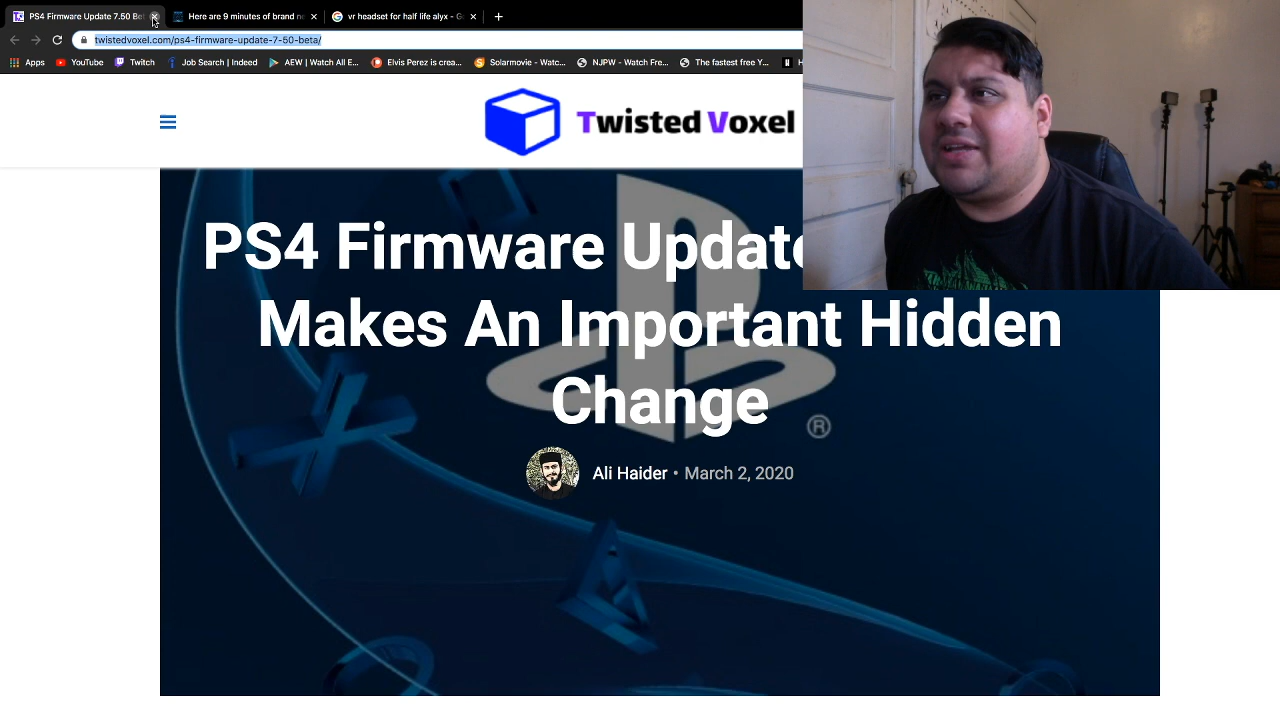 PS4 Firmware Update 7.50 Bet
Here are 9 minutes of brand ne
vr headset for half life alyx - Go
twistedvoxel.com/ps4-firmware-update-7-50-beta/
Apps YouTube Twitch Job Search | Indeed AEW | Watch All E... Elvis Perez is crea... Solarmovie - Watc... NJPW - Watch Fre... The fastest free Y... H
Twisted Voxel
PS4 Firmware Update
Makes An Important Hidden
Change
®
Ali Haider • March 2, 2020